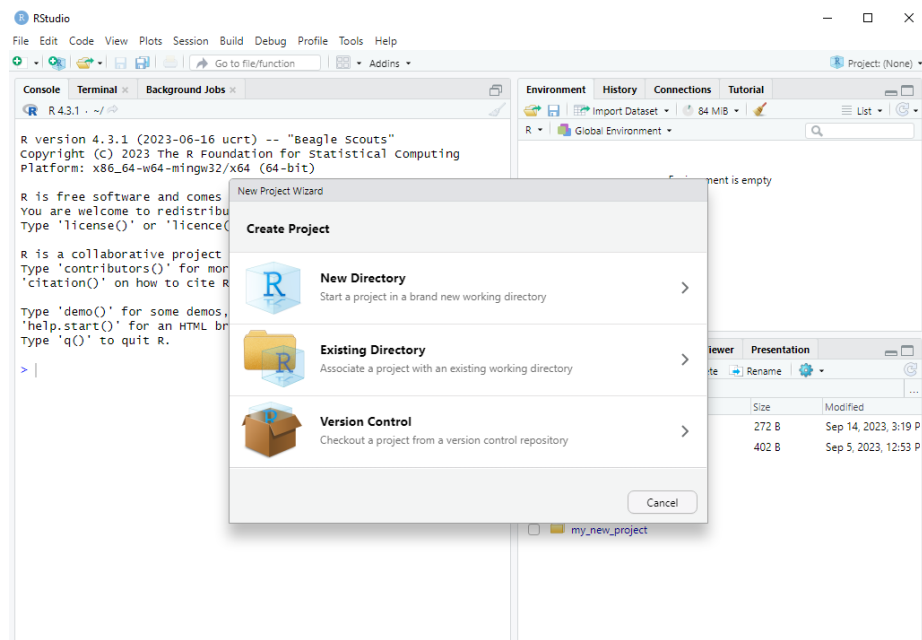 RStudio
File Edit Code View Plots Session Build Debug Profile Tools Help
Go to file/function Addins Project: (None)
Console Terminal Background Jobs
R 4.3.1 · ~/
R version 4.3.1 (2023-06-16 ucrt) -- "Beagle Scouts"
Copyright (C) 2023 The R Foundation for Statistical Computing
Platform: x86_64-w64-mingw32/x64 (64-bit)
R is free software and comes
You are welcome to redistribu
Type 'license()' or 'licence(
R is a collaborative project
Type 'contributors()' for mor
'citation()' on how to cite R
Type 'demo()' for some demos,
'help.start()' for an HTML br
Type 'q()' to quit R.
>
New Project Wizard
Create Project
New Directory
Start a project in a brand new working directory
Existing Directory
Associate a project with an existing working directory
Version Control
Checkout a project from a version control repository
Cancel
Environment History Connections Tutorial
Import Dataset 84 MiB List
R Global Environment
ment is empty
iewer Presentation
te Rename
Size Modified
272 B Sep 14, 2023, 3:19 P
402 B Sep 5, 2023, 12:53 P
my_new_project